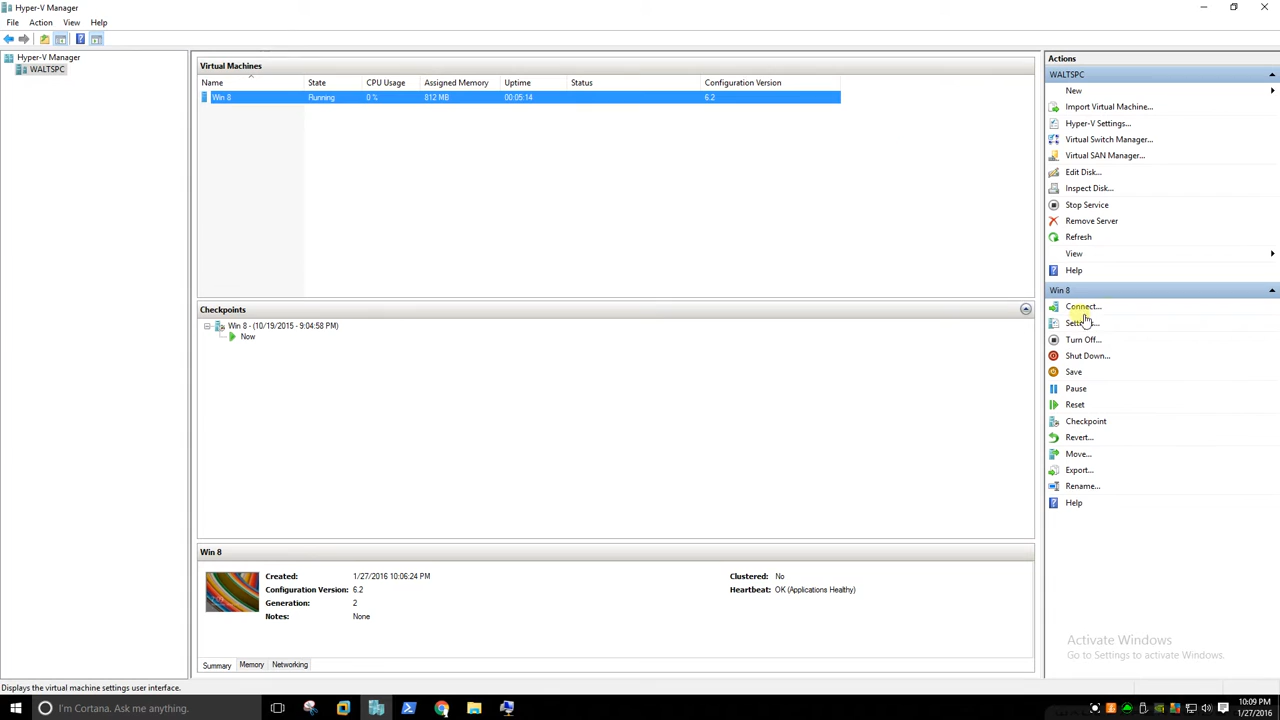 Hyper-V Manager
File Action View Help
Hyper-V Manager
WALTSPC
Virtual Machines
Name State CPU Usage Assigned Memory Uptime Status Configuration Version
Win 8 Running 0 % 812 MB 00:05:14 6.2
Checkpoints
Win 8 - (10/19/2015 - 9:04:58 PM)
Now
Win 8
Created: 1/27/2016 10:06:24 PM Clustered: No
Configuration Version: 6.2 Heartbeat: OK (Applications Healthy)
Generation: 2
Notes: None
Summary Memory Networking
Actions
WALTSPC
New
Import Virtual Machine...
Hyper-V Settings...
Virtual Switch Manager...
Virtual SAN Manager...
Edit Disk...
Inspect Disk...
Stop Service
Remove Server
Refresh
View
Help
Win 8
Connect...
Settings...
Turn Off...
Shut Down...
Save
Pause
Reset
Checkpoint
Revert...
Move...
Export...
Rename...
Help
Activate Windows
Go to Settings to activate Windows.
Displays the virtual machine settings user interface.
I'm Cortana. Ask me anything.
10:09 PM
1/27/2016